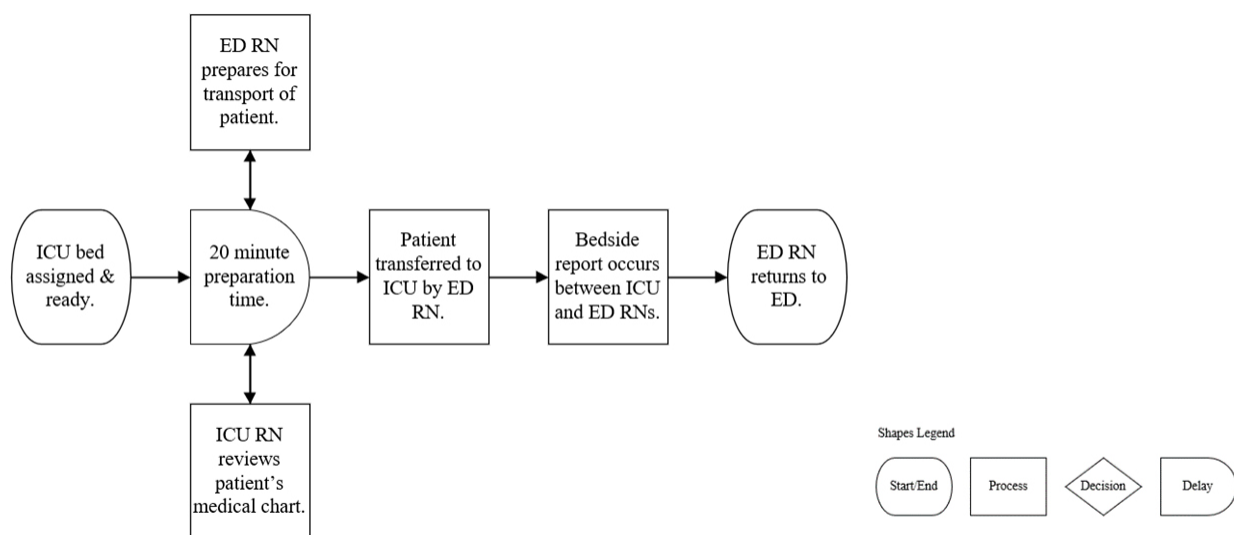 ED RN
prepares for
transport of
patient.
ICU bed
assigned &
ready.
20 minute
preparation
time.
Patient
transferred to
ICU by ED
RN.
Bedside
report occurs
between ICU
and ED RNs.
ED RN
returns to
ED.
ICU RN
reviews
patient’s
medical chart.
Shapes Legend
Start/End
Process
Decision
Delay